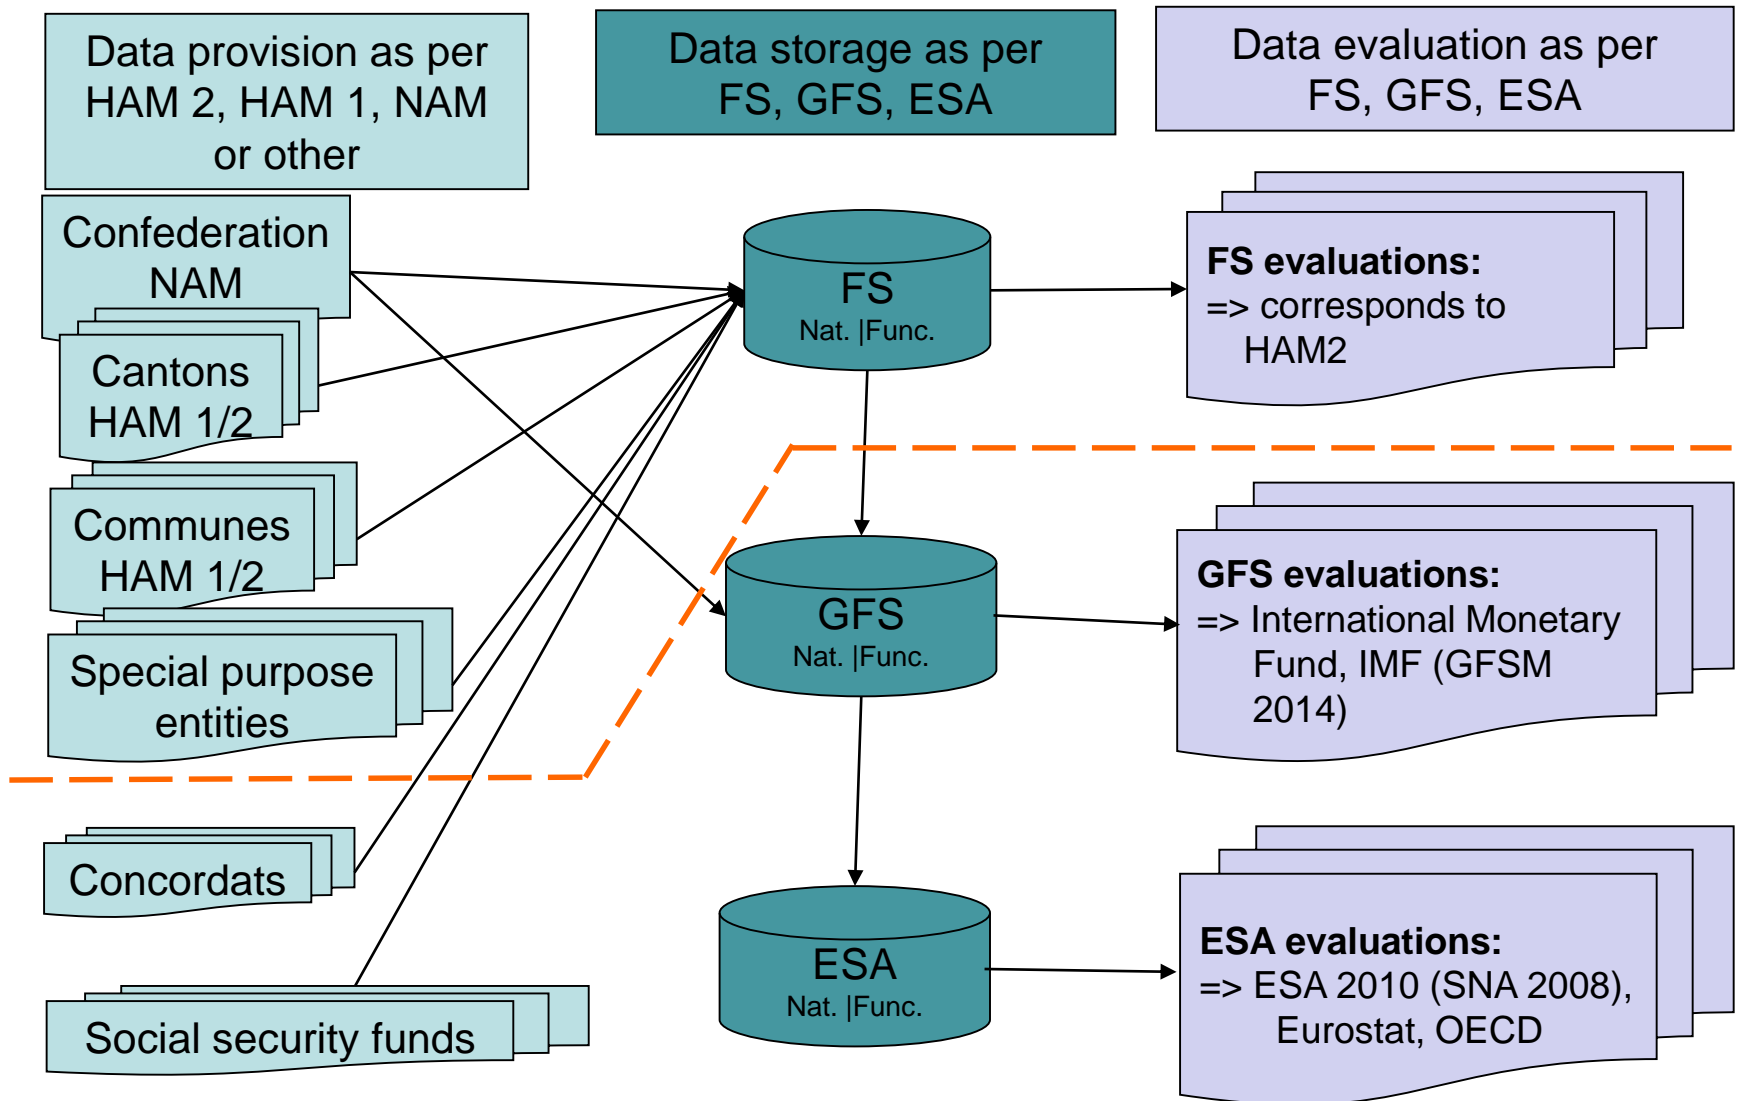 Data provision as per
HAM 2, HAM 1, NAM
or other
Data storage as per
FS, GFS, ESA
Data evaluation as per
FS, GFS, ESA
Confederation
NAM
Cantons
HAM 1/2
Communes
HAM 1/2
Special purpose
entities
Concordats
Social security funds
FS
Nat. |Func.
GFS
Nat. |Func.
ESA
Nat. |Func.
FS evaluations:
=> corresponds to
HAM2
GFS evaluations:
=> International Monetary
Fund, IMF (GFSM
2014)
ESA evaluations:
=> ESA 2010 (SNA 2008),
Eurostat, OECD